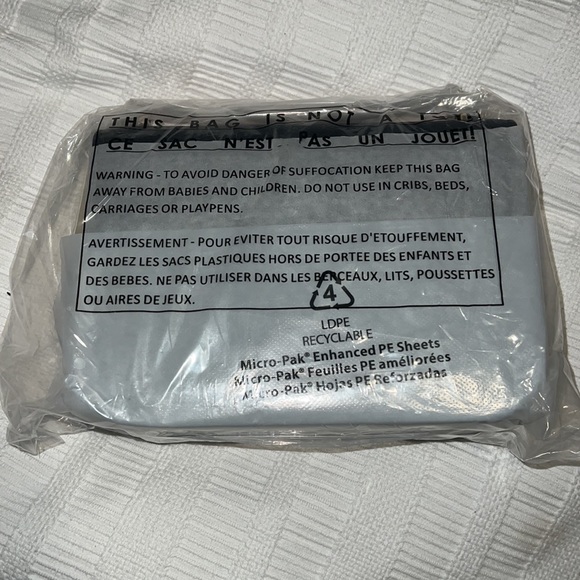 THIS BAG IS NOT A
CE SAC N'EST PAS UN JOUET!
WARNING - TO AVOID DANGER OF SUFFOCATION KEEP THIS BAG
AWAY FROM BABIES AND CHILDREN. DO NOT USE IN CRIBS, BEDS,
CARRIAGES OR PLAYPENS.
AVERTISSEMENT - POUR EVITER TOUT RISQUE D'ETOUFFEMENT,
GARDEZ LES SACS PLASTIQUES HORS DE PORTEE DES ENFANTS ET
DES BEBES. NE PAS UTILISER DANS LES BERCEAUX, LITS, POUSSETTES
OU AIRES DE JEUX.
4
LDPE
RECYCLABLE
Micro-Pak® Enhanced PE Sheets
Micro-Pak® Feuilles PE améliorées
Micro-Pak® Hojas PE Reforzadas